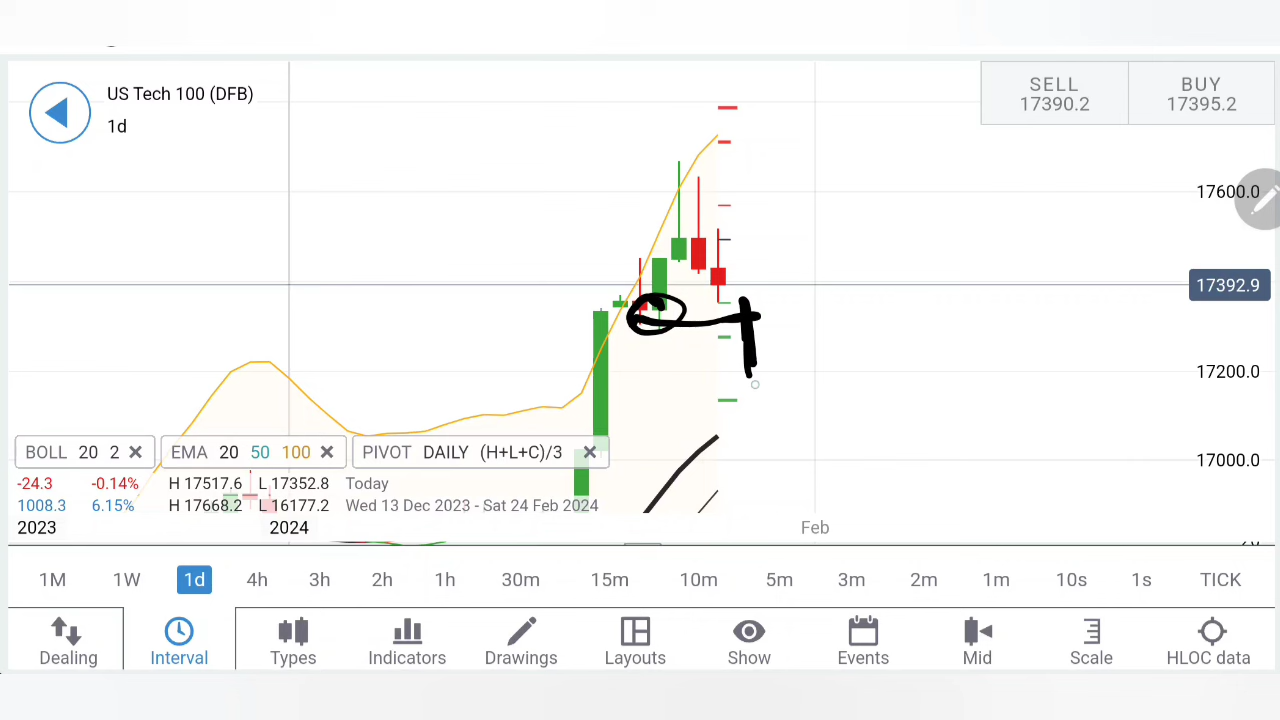 US Tech 100 (DFB)
1d
SELL
17390.2
BUY
17395.2
17600.0
17392.9
17200.0
17000.0
BOLL 20 2
EMA 20 50 100
PIVOT DAILY (H+L+C)/3
-24.3 -0.14% H 17517.6 L 17352.8 Today
1008.3 6.15% H 17668.2 L 16177.2 Wed 13 Dec 2023 - Sat 24 Feb 2024
2023 2024 Feb
1M 1W 1d 4h 3h 2h 1h 30m 15m 10m 5m 3m 2m 1m 10s 1s TICK
Dealing Interval Types Indicators Drawings Layouts Show Events Mid Scale HLOC data